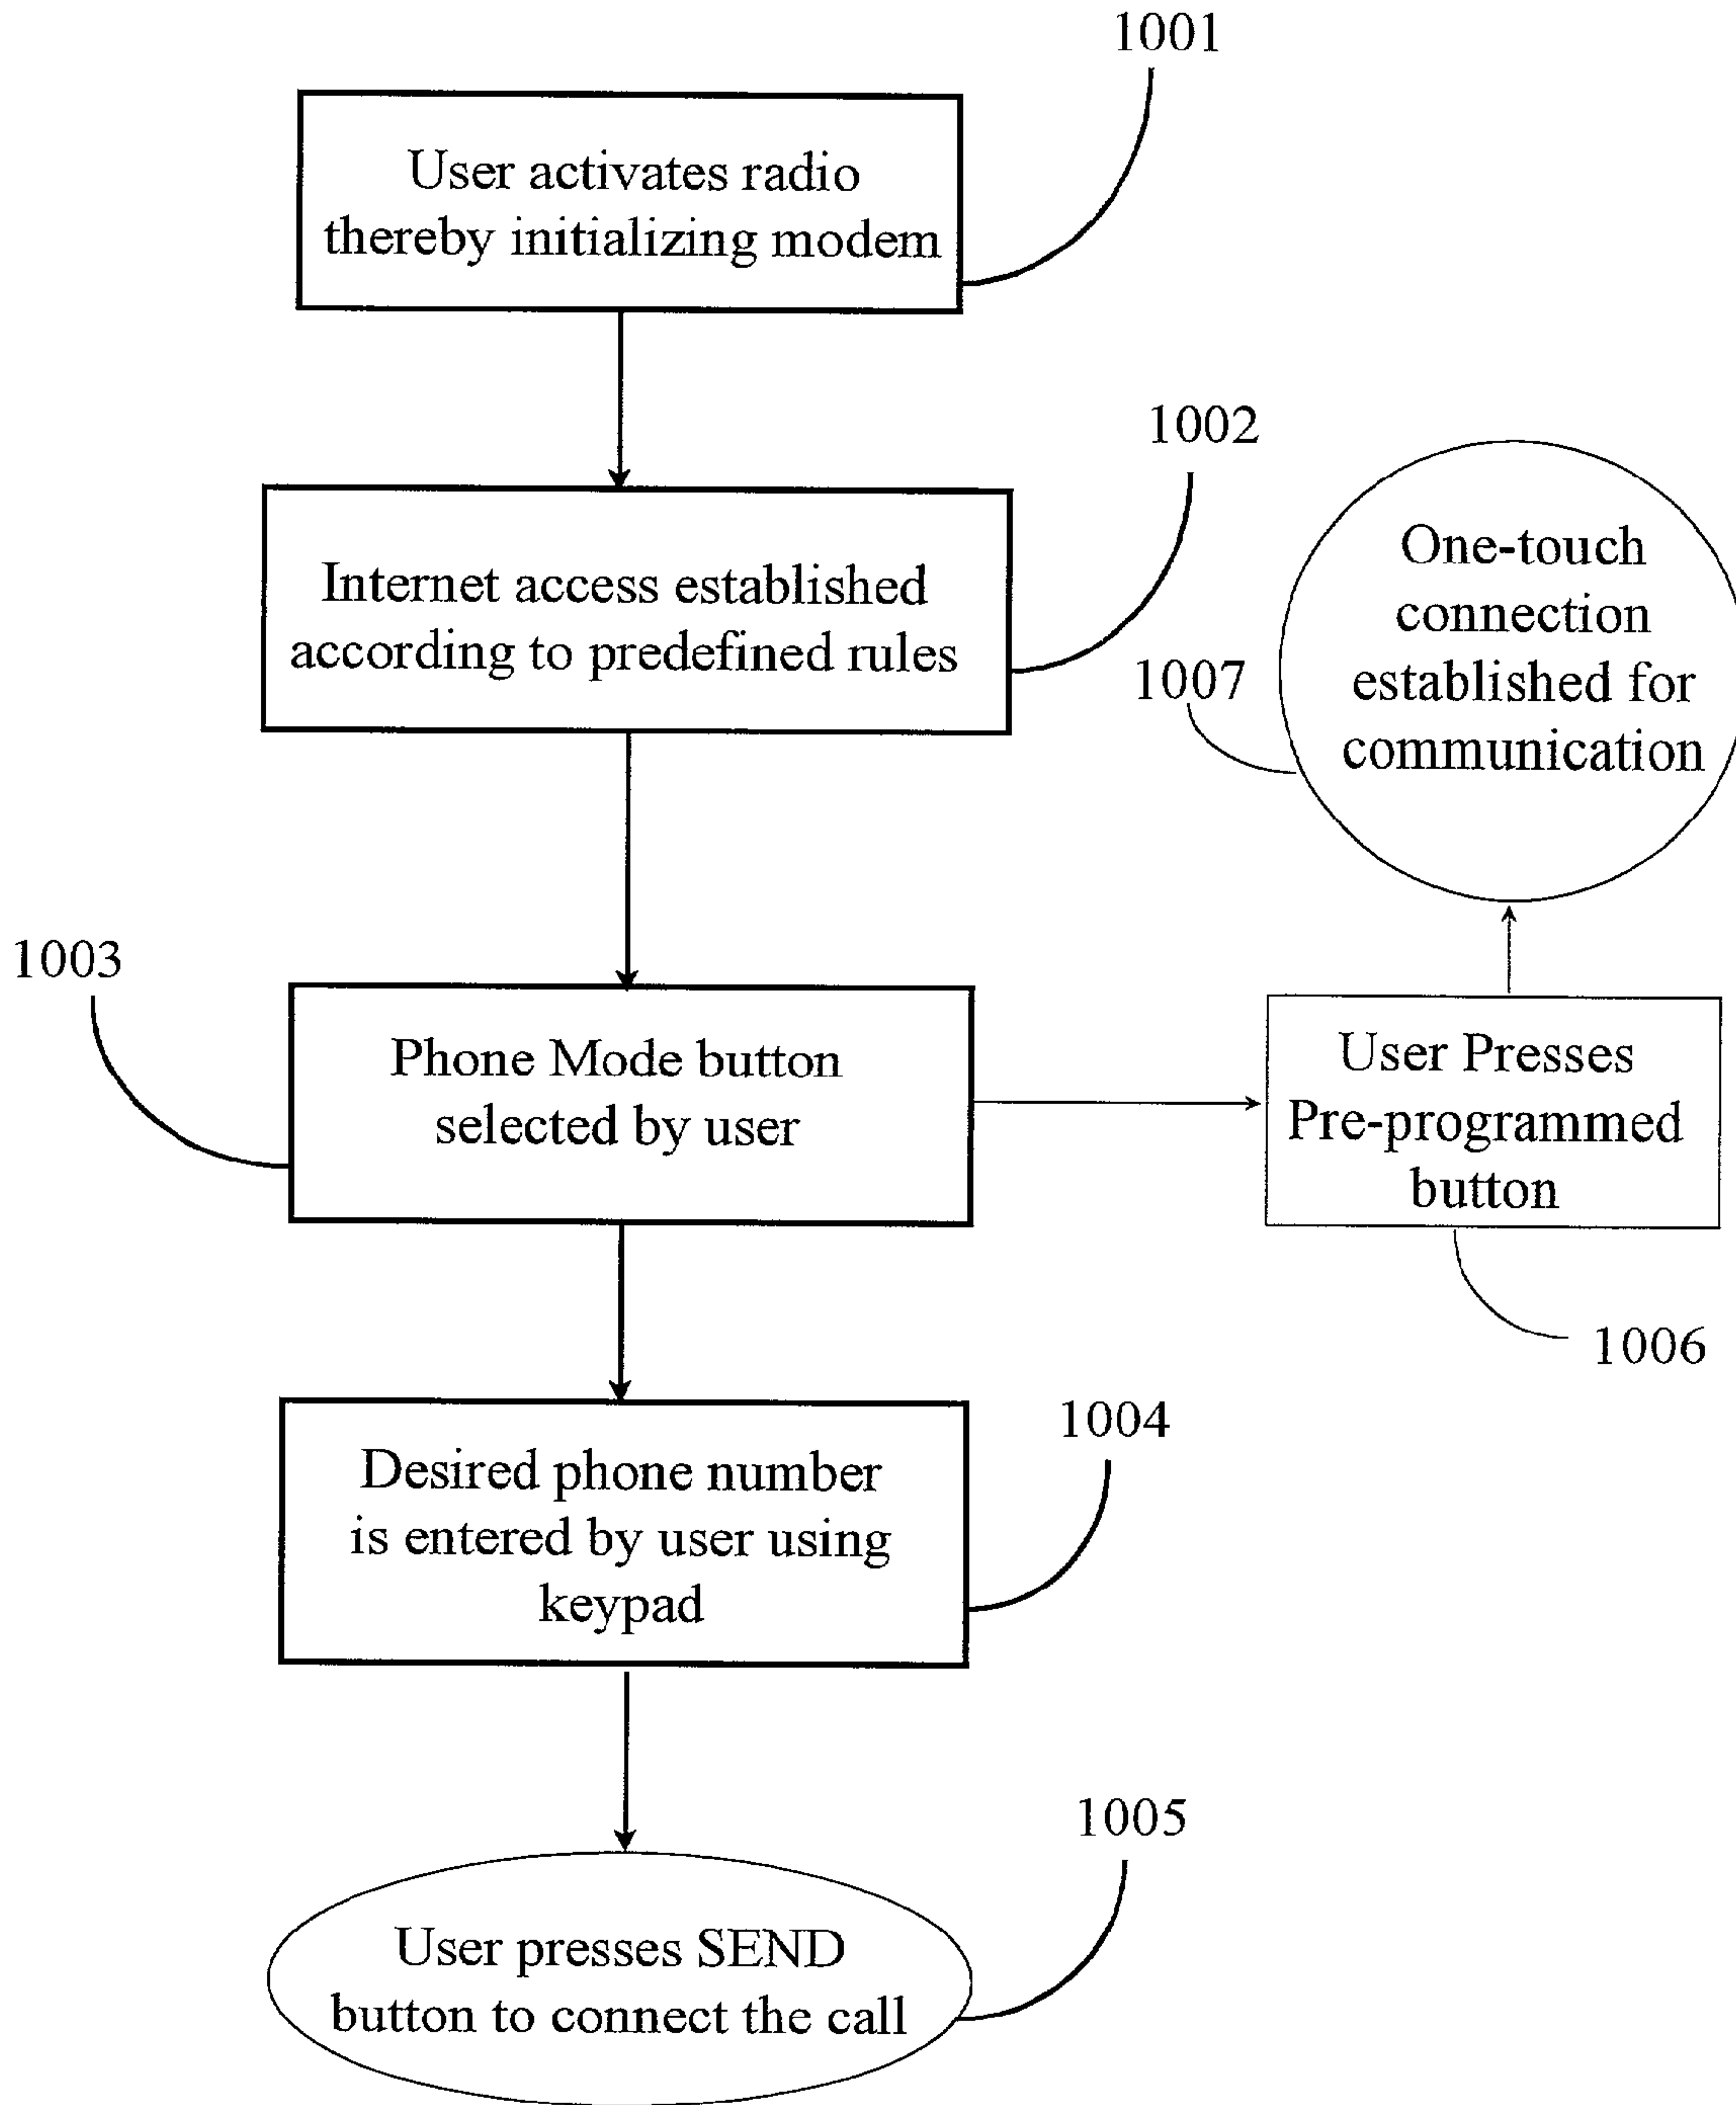 1001
User activates radio
thereby initializing modem
1002
Internet access established
according to predefined rules
1007
One-touch
connection
established for
communication
1003
Phone Mode button
selected by user
User Presses
Pre-programmed
button
1006
1004
Desired phone number
is entered by user using
keypad
1005
User presses SEND
button to connect the call